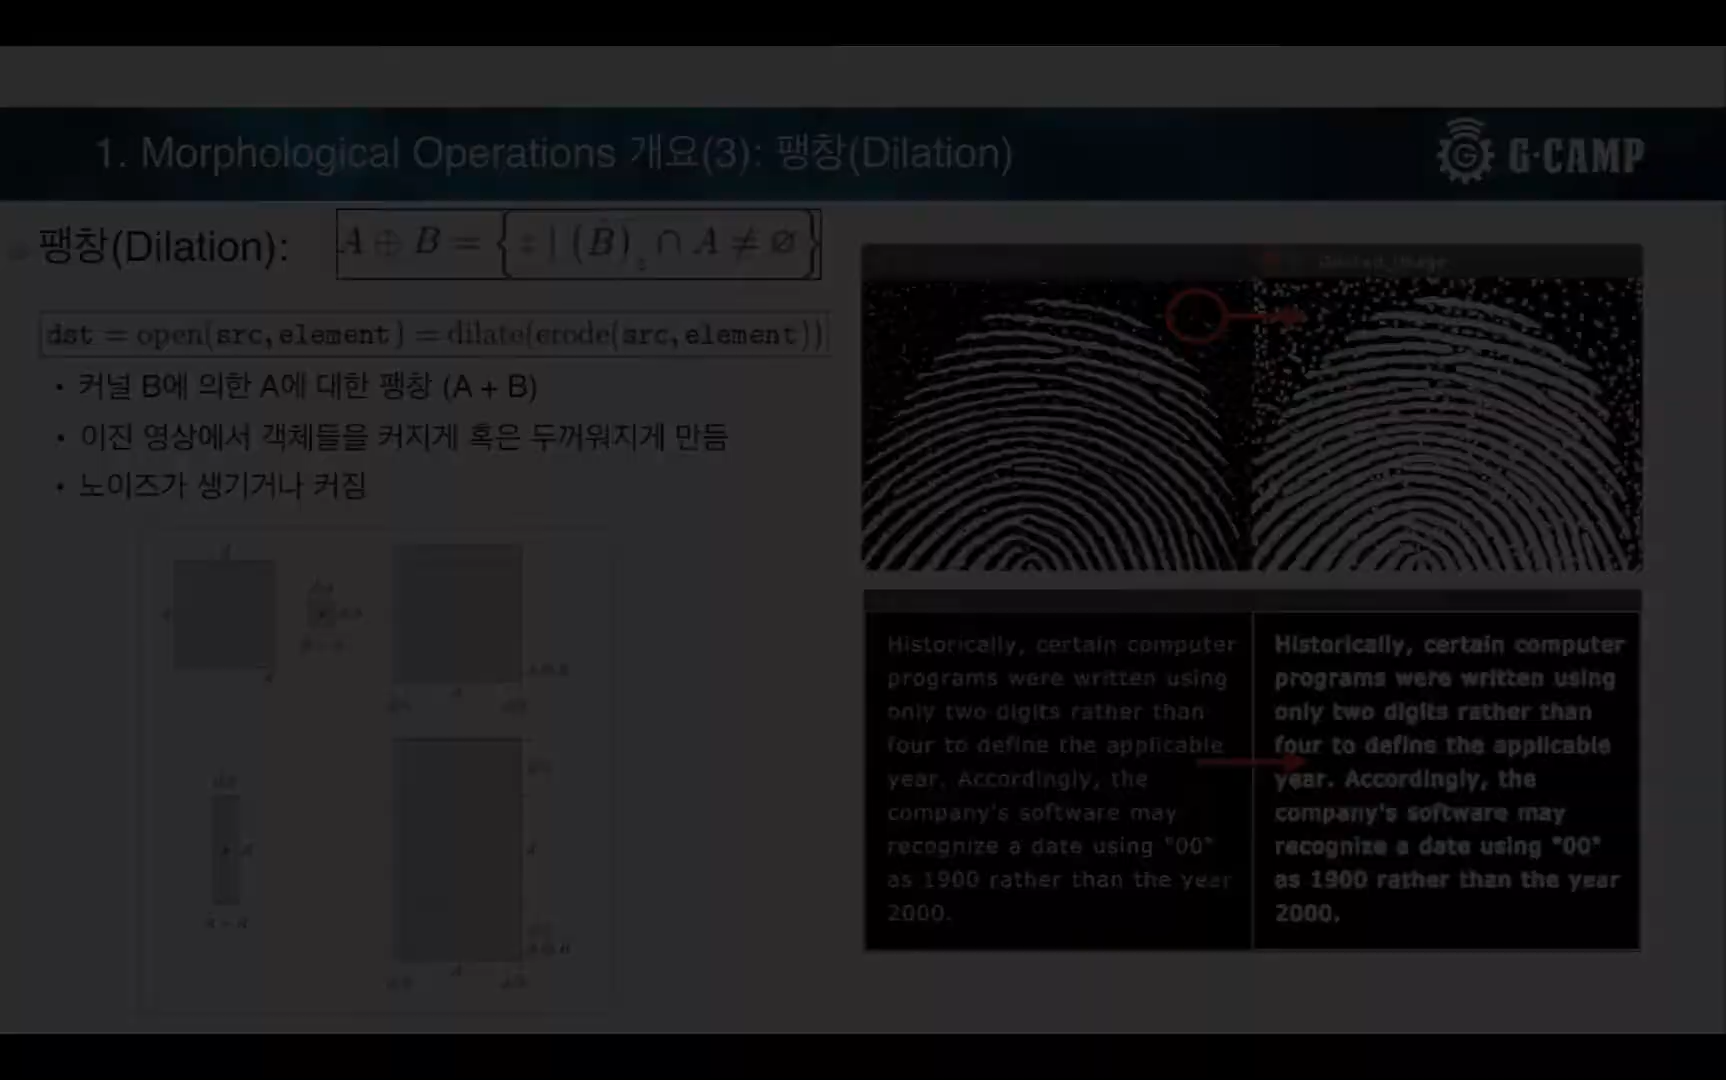 1. Morphological Operations 개요(3): 팽창(Dilation)
G·CAMP
팽창(Dilation):
A ⊕ B = { z | (B̂)z ∩ A ≠ ∅ }
dst = open(src,element) = dilate(erode(src,element))
• 커널 B에 의한 A에 대한 팽창 (A + B)
• 이진 영상에서 객체들을 커지게 혹은 두꺼워지게 만듬
• 노이즈가 생기거나 커짐
Historically, certain computer
programs were written using
only two digits rather than
four to define the applicable
year. Accordingly, the
company's software may
recognize a date using "00"
as 1900 rather than the year
2000.
Historically, certain computer
programs were written using
only two digits rather than
four to define the applicable
year. Accordingly, the
company's software may
recognize a date using "00"
as 1900 rather than the year
2000.